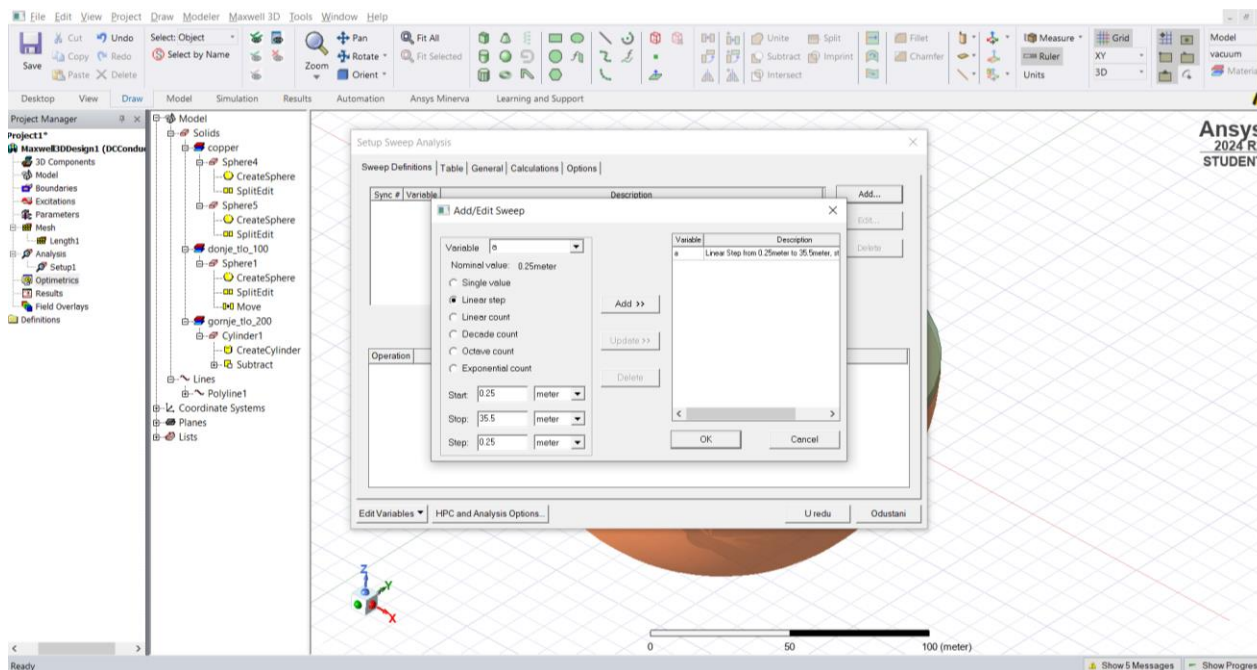 File Edit View Project Draw Modeler Maxwell 3D Tools Window Help
Save
Cut
Copy
Paste
Undo
Redo
Delete
Select: Object
Select by Name
Zoom
Pan
Rotate
Orient
Fit All
Fit Selected
Unite
Subtract
Intersect
Split
Imprint
Fillet
Chamfer
Measure
Ruler
Units
Grid
XY
3D
Model
vacuum
Materia
Desktop View Draw Model Simulation Results Automation Ansys Minerva Learning and Support
Project Manager
Project1*
Maxwell3DDesign1 (DCCondu
3D Components
Model
Boundaries
Excitations
Parameters
Mesh
Length1
Analysis
Setup1
Optimetrics
Results
Field Overlays
Definitions
Model
Solids
copper
Sphere4
CreateSphere
SplitEdit
Sphere5
CreateSphere
SplitEdit
donje_tlo_100
Sphere1
CreateSphere
SplitEdit
Move
gornje_tlo_200
Cylinder1
CreateCylinder
Subtract
Lines
Polyline1
Coordinate Systems
Planes
Lists
Ansys
2024 R
STUDENT
Setup Sweep Analysis
Sweep Definitions Table General Calculations Options
Sync # Variable Description
Add...
Edit...
Delete
Operation
Add/Edit Sweep
Variable a
Nominal value: 0.25meter
Single value
Linear step
Linear count
Decade count
Octave count
Exponential count
Start: 0.25 meter
Stop: 35.5 meter
Step: 0.25 meter
Add >>
Update >>
Delete
Variable Description
a Linear Step from 0.25meter to 35.5meter, st
OK Cancel
Edit Variables HPC and Analysis Options... U redu Odustani
Z
Y
X
0 50 100 (meter)
Ready
Show 5 Messages Show Progres